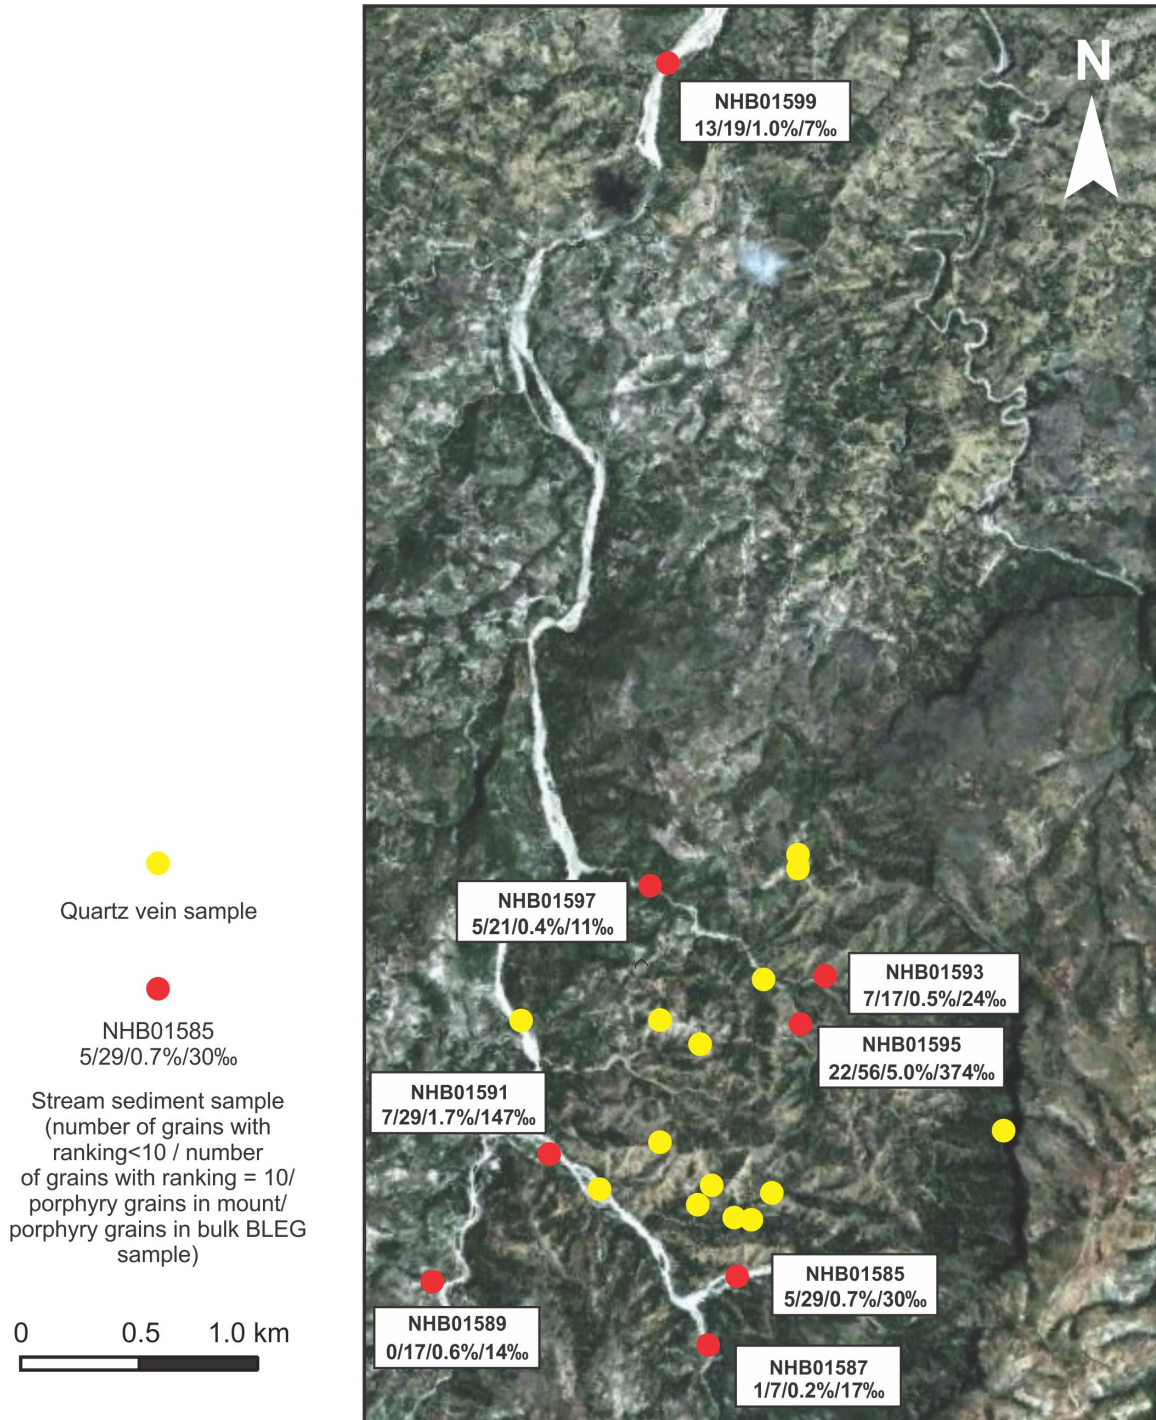 N
NHB01599
13/19/1.0%/7‰
NHB01597
5/21/0.4%/11‰
NHB01593
7/17/0.5%/24‰
NHB01595
22/56/5.0%/374‰
NHB01591
7/29/1.7%/147‰
NHB01585
5/29/0.7%/30‰
NHB01589
0/17/0.6%/14‰
NHB01587
1/7/0.2%/17‰
Quartz vein sample
NHB01585
5/29/0.7%/30‰
Stream sediment sample
(number of grains with
ranking<10 / number
of grains with ranking = 10/
porphyry grains in mount/
porphyry grains in bulk BLEG
sample)
0 0.5 1.0 km